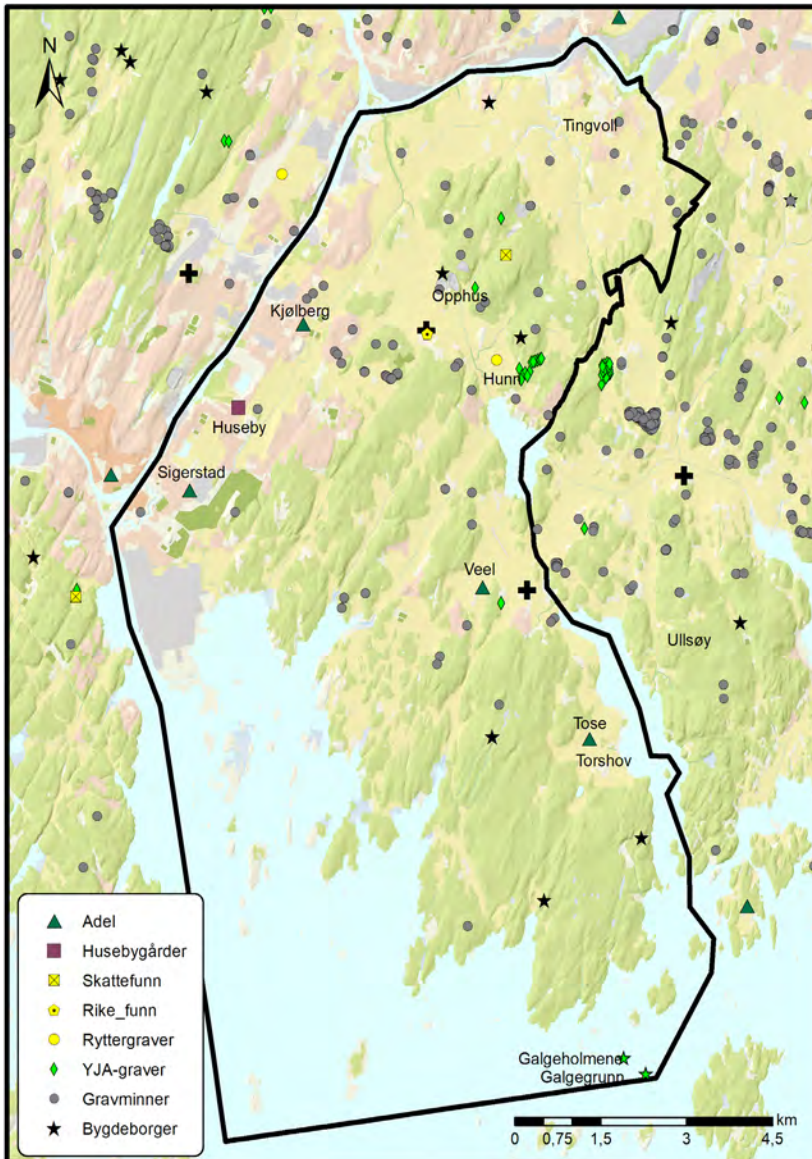 N
Tingvoll
Opphus
Kjølberg
Hunn
Huseby
Sigerstad
Veel
Ullsøy
Tose
Torshov
Galgeholmene
Galgegrunn
Adel
Husebygårder
Skattefunn
Rike_funn
Ryttergraver
YJA-graver
Gravminner
Bygdeborger
km
0 0,75 1,5 3 4,5